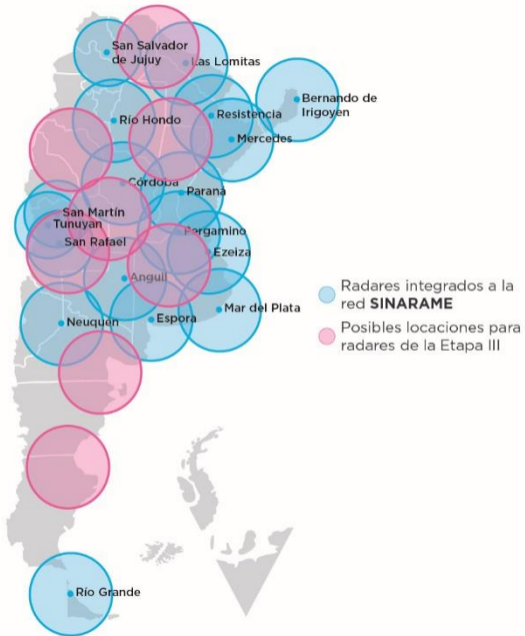 San Salvador
de Jujuy
Las Lomitas
Bernando de
Irigoyen
Río Hondo
Resistencia
Mercedes
Córdoba
Paraná
San Martín
Tunuyan
San Rafael
Pergamino
Ezeiza
Anguil
Mar del Plata
Neuquén
Espora
Radares integrados a la
red SINARAME
Posibles locaciones para
radares de la Etapa III
Río Grande